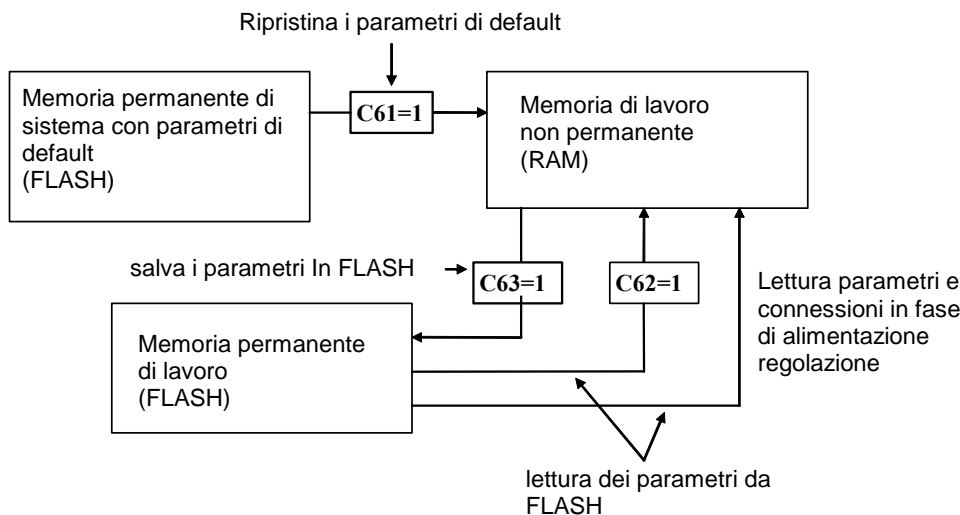 Ripristina i parametri di default
Memoria permanente di
sistema con parametri di
default
(FLASH)
C61=1
Memoria di lavoro
non permanente
(RAM)
salva i parametri In FLASH
C63=1
C62=1
Lettura parametri e
connessioni in fase
di alimentazione
regolazione
Memoria permanente
di lavoro
(FLASH)
lettura dei parametri da
FLASH